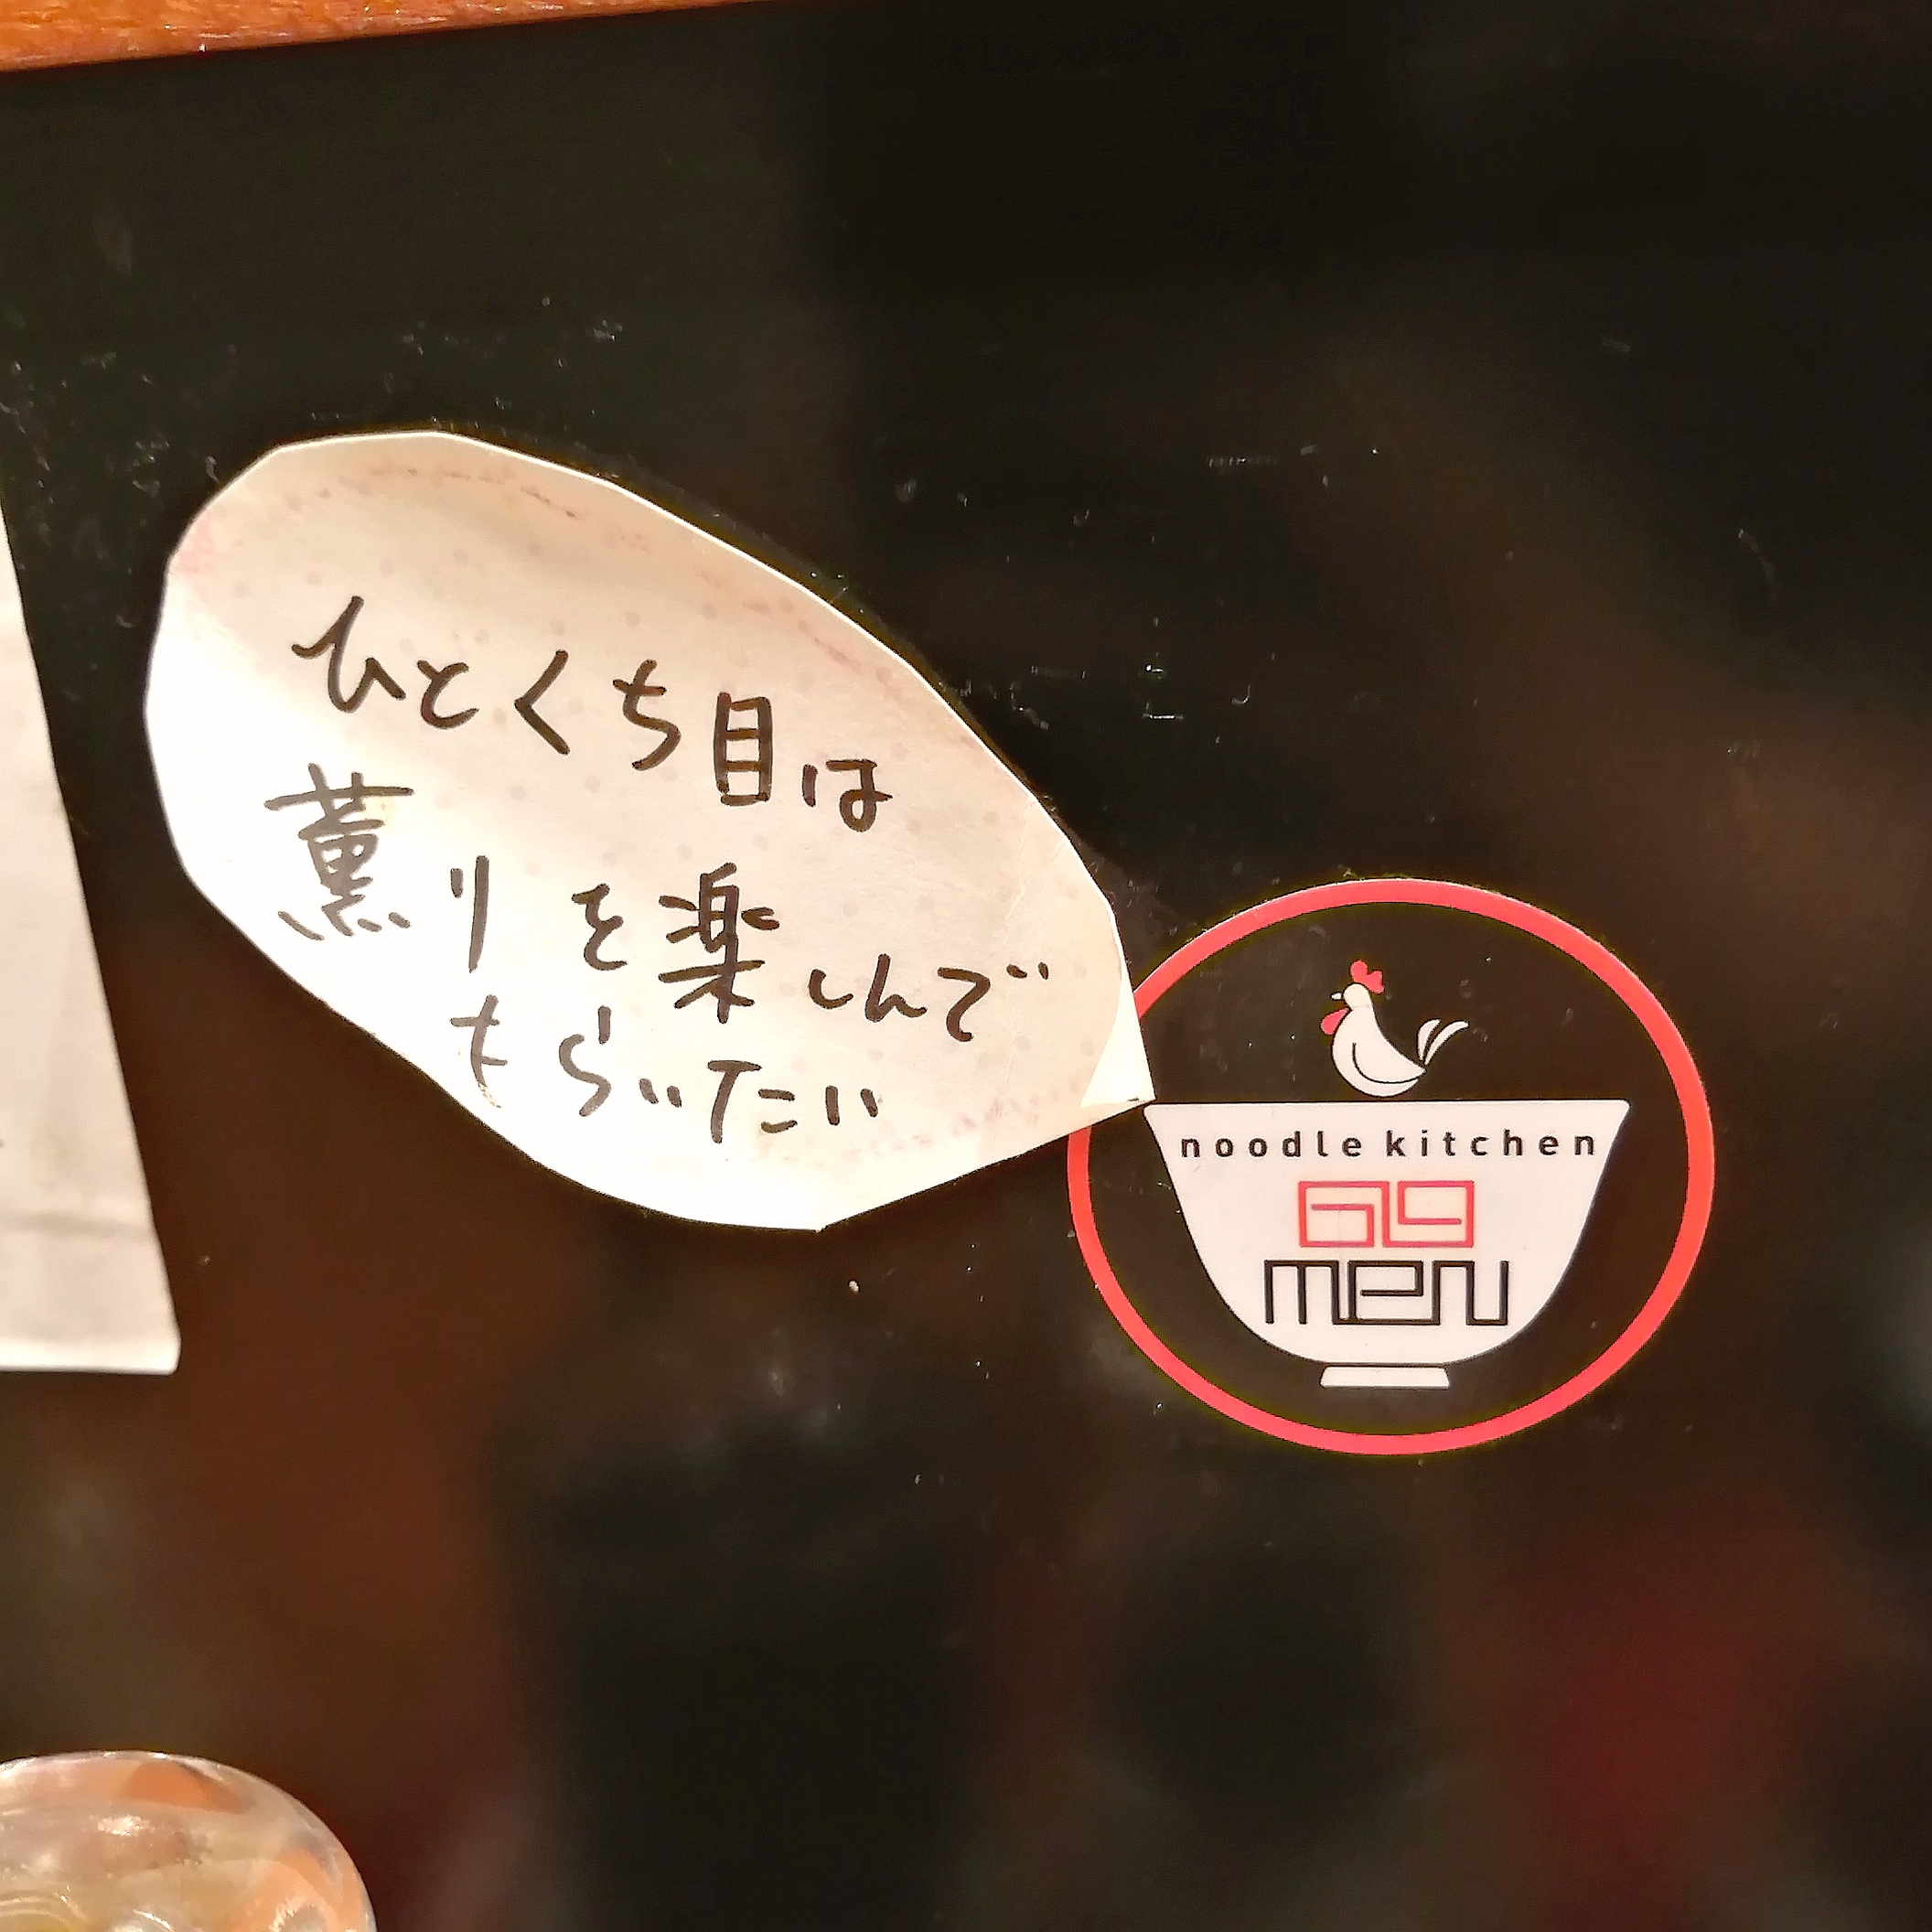 ひとくち目は
薫りを楽しんで
もらいたい
noodle kitchen
69
men